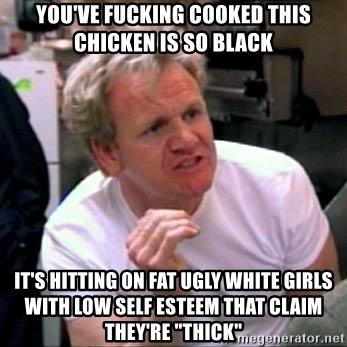 YOU'VE FUCKING COOKED THIS
CHICKEN IS SO BLACK
IT'S HITTING ON FAT UGLY WHITE GIRLS
WITH LOW SELF ESTEEM THAT CLAIM
THEY'RE "THICK"
memegenerator.net